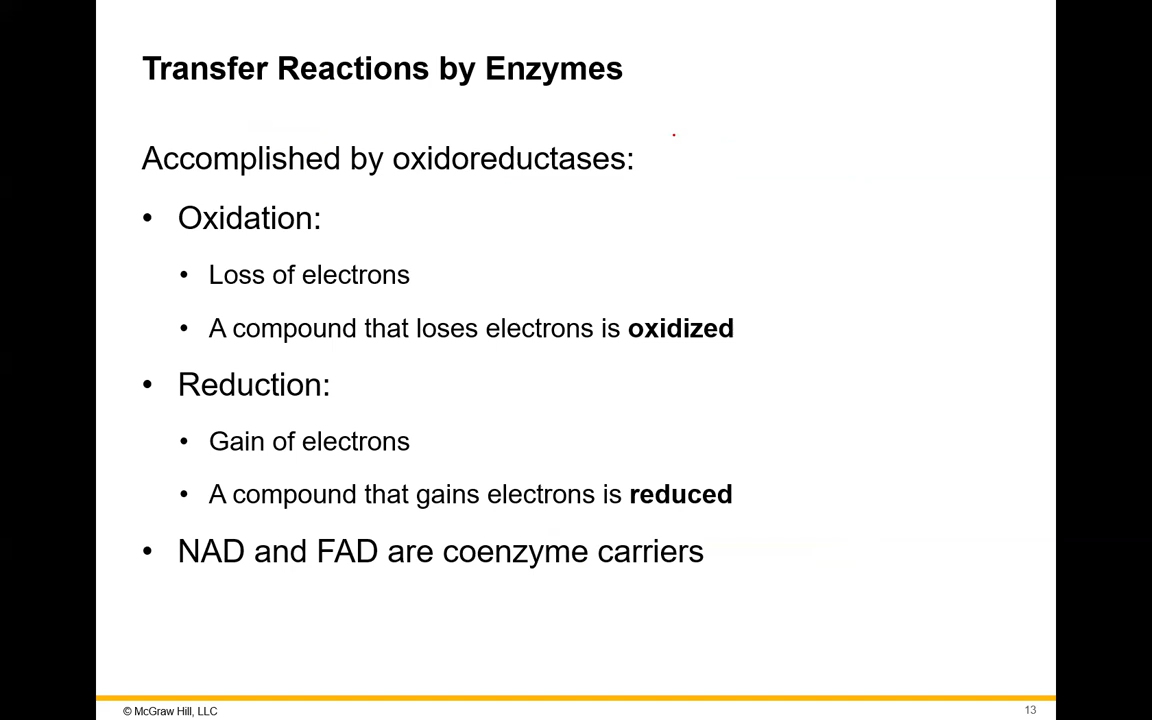 Transfer Reactions by Enzymes
Accomplished by oxidoreductases:
• Oxidation:
• Loss of electrons
• A compound that loses electrons is oxidized
• Reduction:
• Gain of electrons
• A compound that gains electrons is reduced
• NAD and FAD are coenzyme carriers
© McGraw Hill, LLC
13